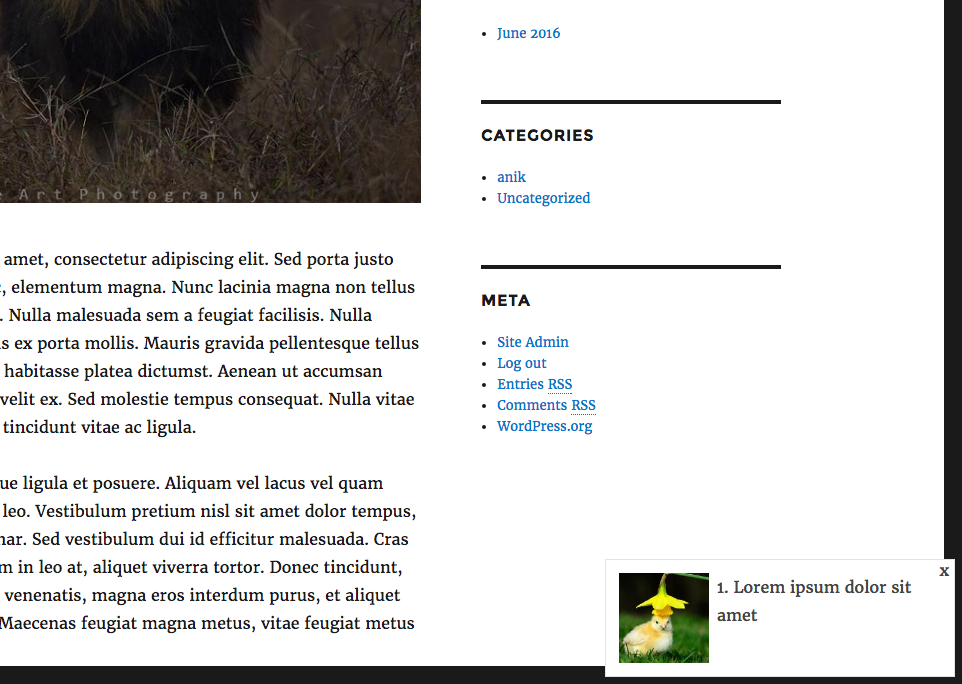 Art Photography
amet, consectetur adipiscing elit. Sed porta justo
, elementum magna. Nunc lacinia magna non tellus
. Nulla malesuada sem a feugiat facilisis. Nulla
s ex porta mollis. Mauris gravida pellentesque tellus
habitasse platea dictumst. Aenean ut accumsan
velit ex. Sed molestie tempus consequat. Nulla vitae
tincidunt vitae ac ligula.
ue ligula et posuere. Aliquam vel lacus vel quam
leo. Vestibulum pretium nisl sit amet dolor tempus,
nar. Sed vestibulum dui id efficitur malesuada. Cras
m in leo at, aliquet viverra tortor. Donec tincidunt,
venenatis, magna eros interdum purus, et aliquet
Maecenas feugiat magna metus, vitae feugiat metus
June 2016
CATEGORIES
anik
Uncategorized
META
Site Admin
Log out
Entries RSS
Comments RSS
WordPress.org
x
1. Lorem ipsum dolor sit
amet